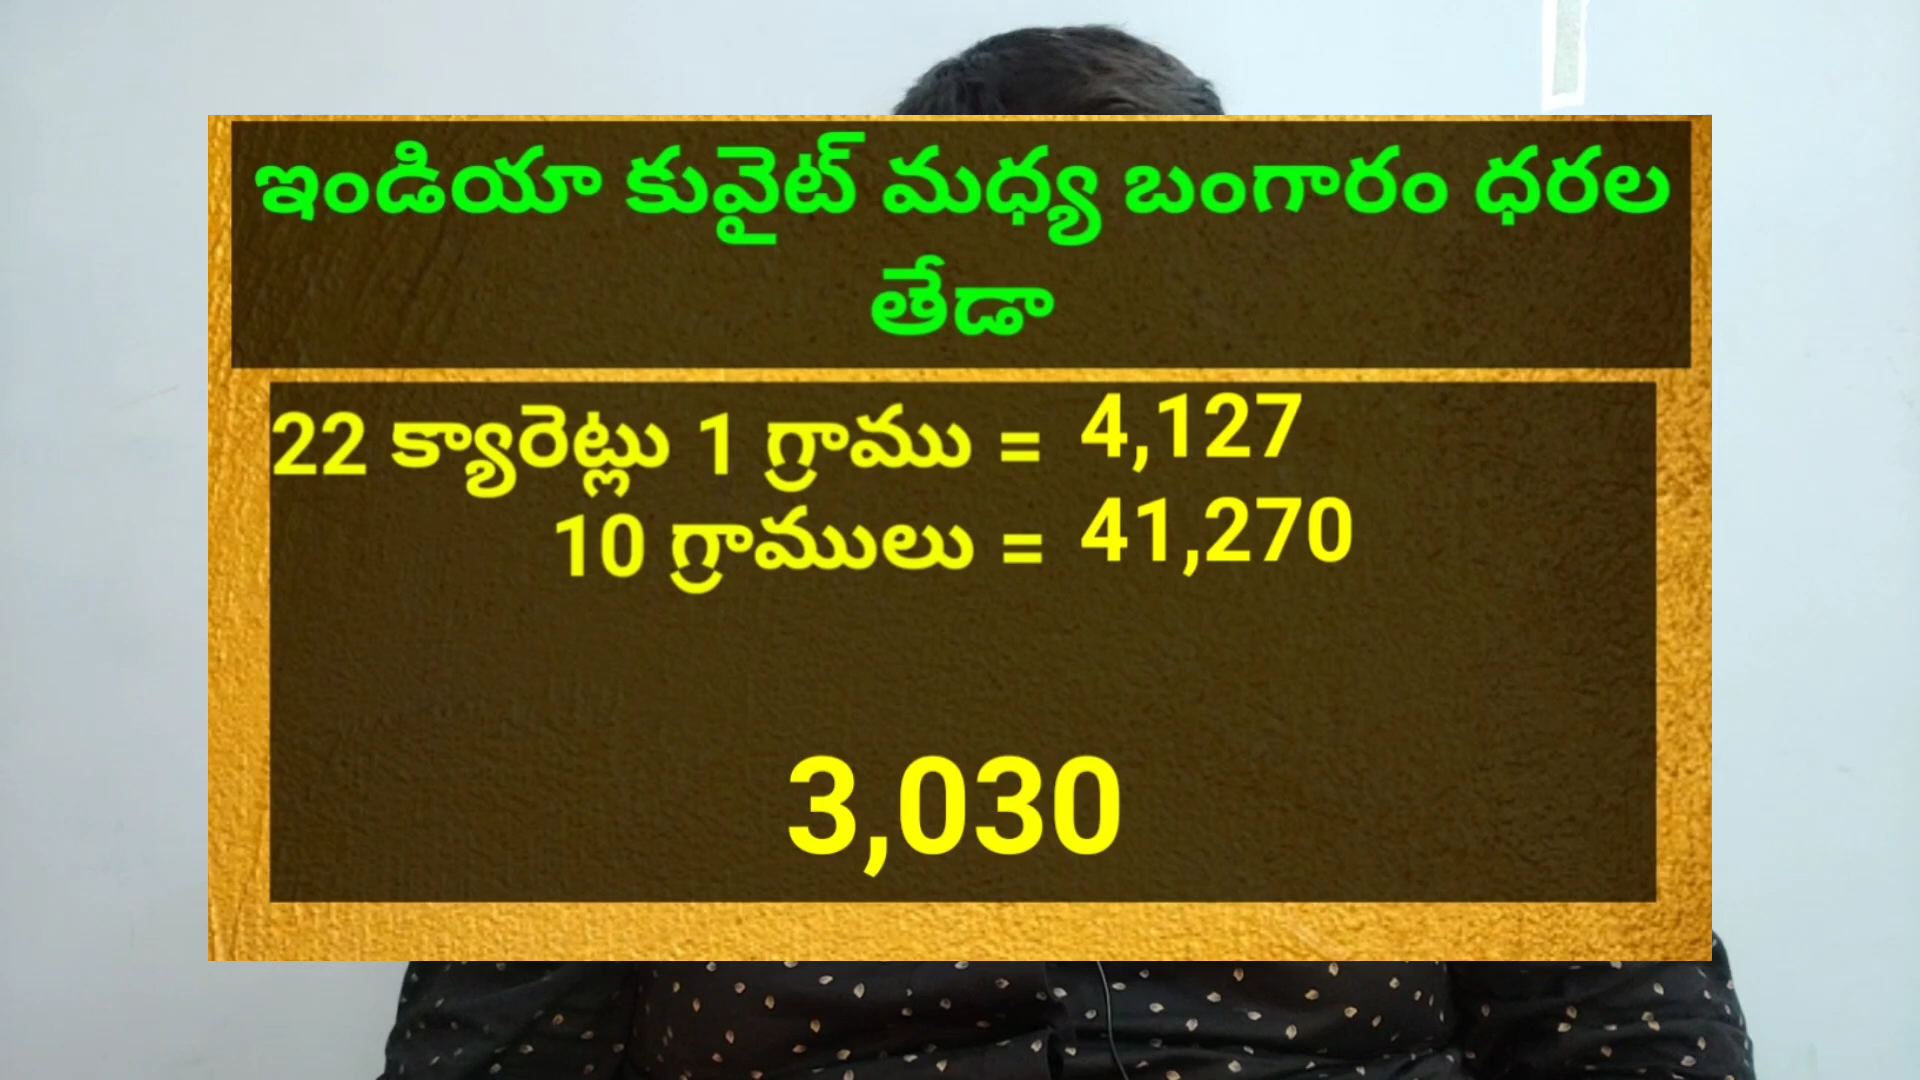 ఇండియా కువైట్ మధ్య బంగారం ధరల
తేడా
22 క్యారెట్లు 1 గ్రాము = 4,127
10 గ్రాములు = 41,270
3,030